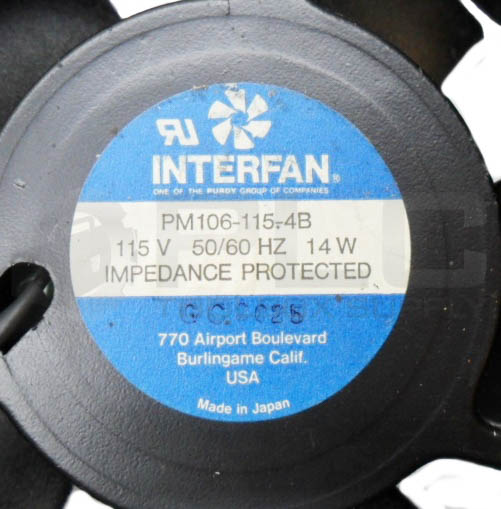 INTERFAN®
ONE OF THE PURDY GROUP OF COMPANIES
PM106-115-4B
115 V 50/60 HZ 14 W
IMPEDANCE PROTECTED
770 Airport Boulevard
Burlingame Calif.
USA
Made in Japan